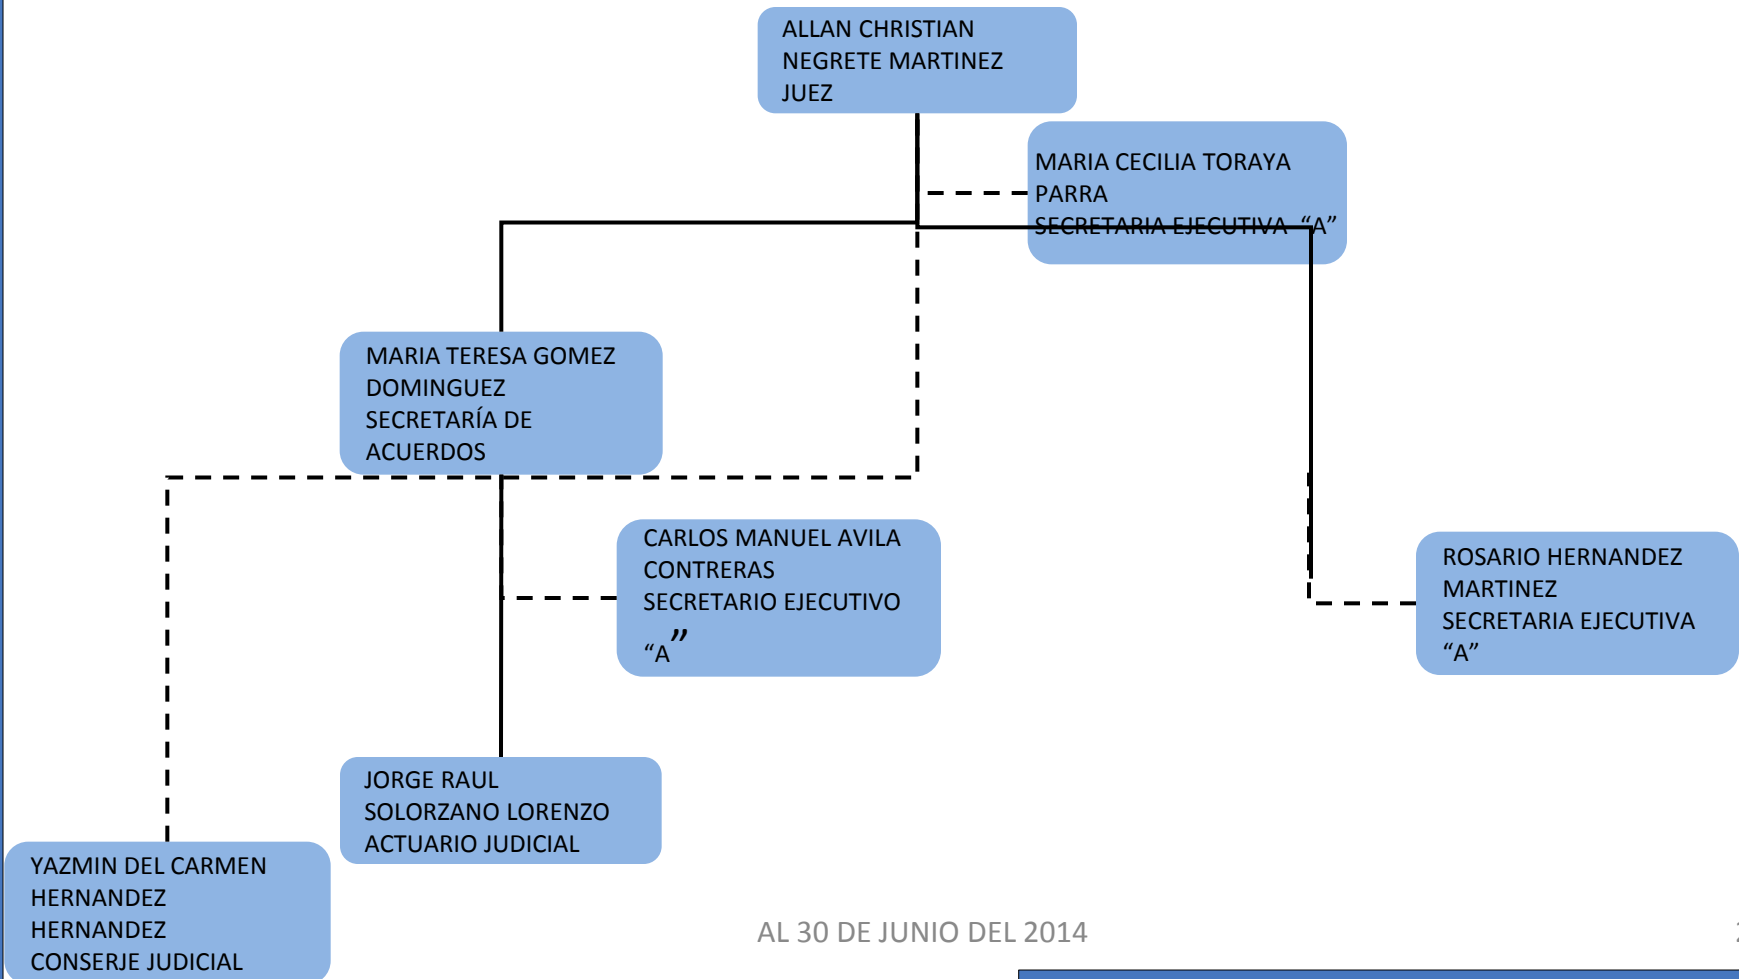 ALLAN CHRISTIAN
NEGRETE MARTINEZ
JUEZ
MARIA CECILIA TORAYA
PARRA
SECRETARIA EJECUTIVA “A”
MARIA TERESA GOMEZ
DOMINGUEZ
SECRETARÍA DE
ACUERDOS
CARLOS MANUEL AVILA
CONTRERAS
SECRETARIO EJECUTIVO
“A”
ROSARIO HERNANDEZ
MARTINEZ
SECRETARIA EJECUTIVA
“A”
JORGE RAUL
SOLORZANO LORENZO
ACTUARIO JUDICIAL
YAZMIN DEL CARMEN
HERNANDEZ
HERNANDEZ
CONSERJE JUDICIAL
AL 30 DE JUNIO DEL 2014